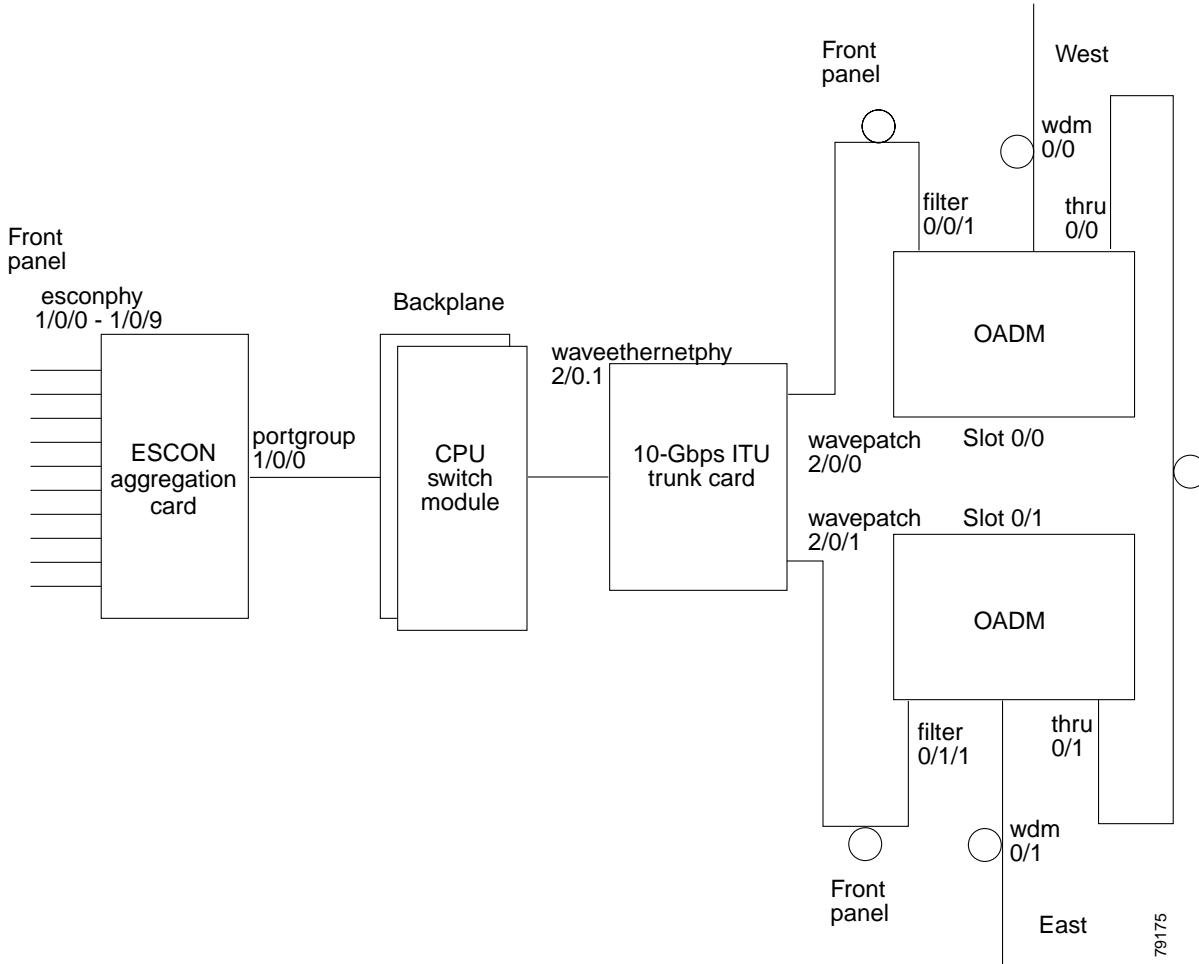 Front
panel
West
wdm
0/0
filter
0/0/1
thru
0/0
Front
panel
esconphy
1/0/0 - 1/0/9
Backplane
OADM
waveethernetphy
2/0.1
ESCON
aggregation
card
portgroup
1/0/0
CPU
switch
module
10-Gbps ITU
trunk card
wavepatch
2/0/0
Slot 0/0
wavepatch
2/0/1
Slot 0/1
OADM
filter
0/1/1
thru
0/1
wdm
0/1
Front
panel
East
79175